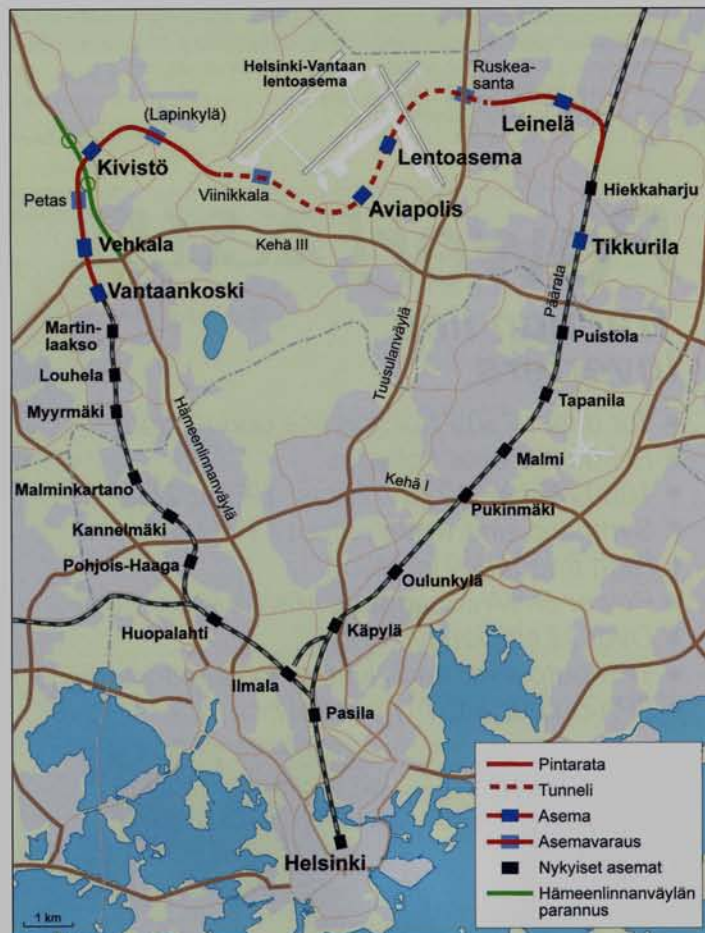 Helsinki-Vantaan
lentoasema
Ruskea-
santa
(Lapinkylä)
Leinelä
Kivistö
Lentoasema
Viinikkala
Hiekkaharju
Petas
Aviapolis
Vehkala
Kehä III
Tikkurila
Vantaankoski
Päärata
Martin-
laakso
Puistola
Louhela
Tuusulanväylä
Myyrmäki
Hämeenlinnanväylä
Tapanila
Malmi
Malminkartano
Kehä I
Pukinmäki
Kannelmäki
Pohjois-Haaga
Oulunkylä
Huopalahti
Käpylä
Ilmala
Pasila
Helsinki
Pintarata
Tunneli
Asema
Asemavaraus
Nykyiset asemat
Hämeenlinnanväylän
parannus
1 km